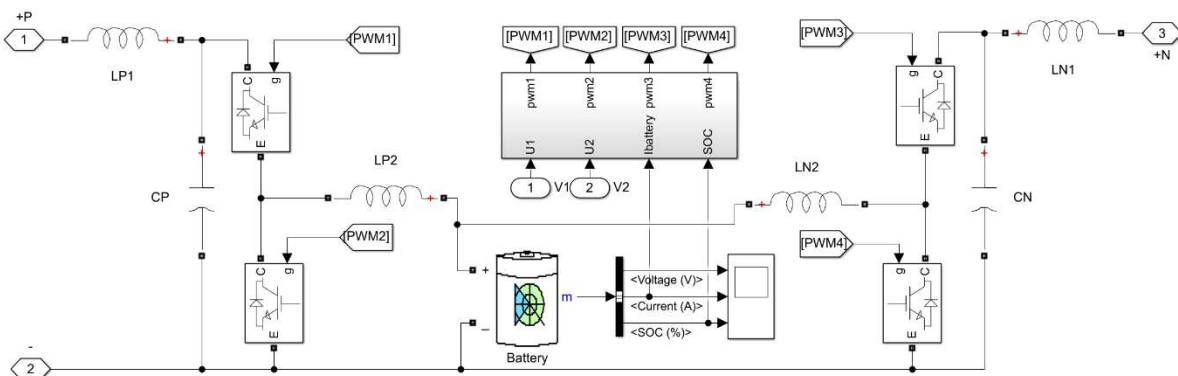 +P
1
LP1
[PWM1]
g
C
E
CP
[PWM2]
g
C
E
-
2
LP2
[PWM1]
[PWM2]
[PWM3]
[PWM4]
pwm1
pwm2
pwm3
pwm4
U1
U2
Ibattery
SOC
1
V1
2
V2
+
m
–
Battery
<Voltage (V)>
<Current (A)>
<SOC (%)>
LN2
[PWM3]
g
C
E
[PWM4]
g
C
E
CN
LN1
3
+N